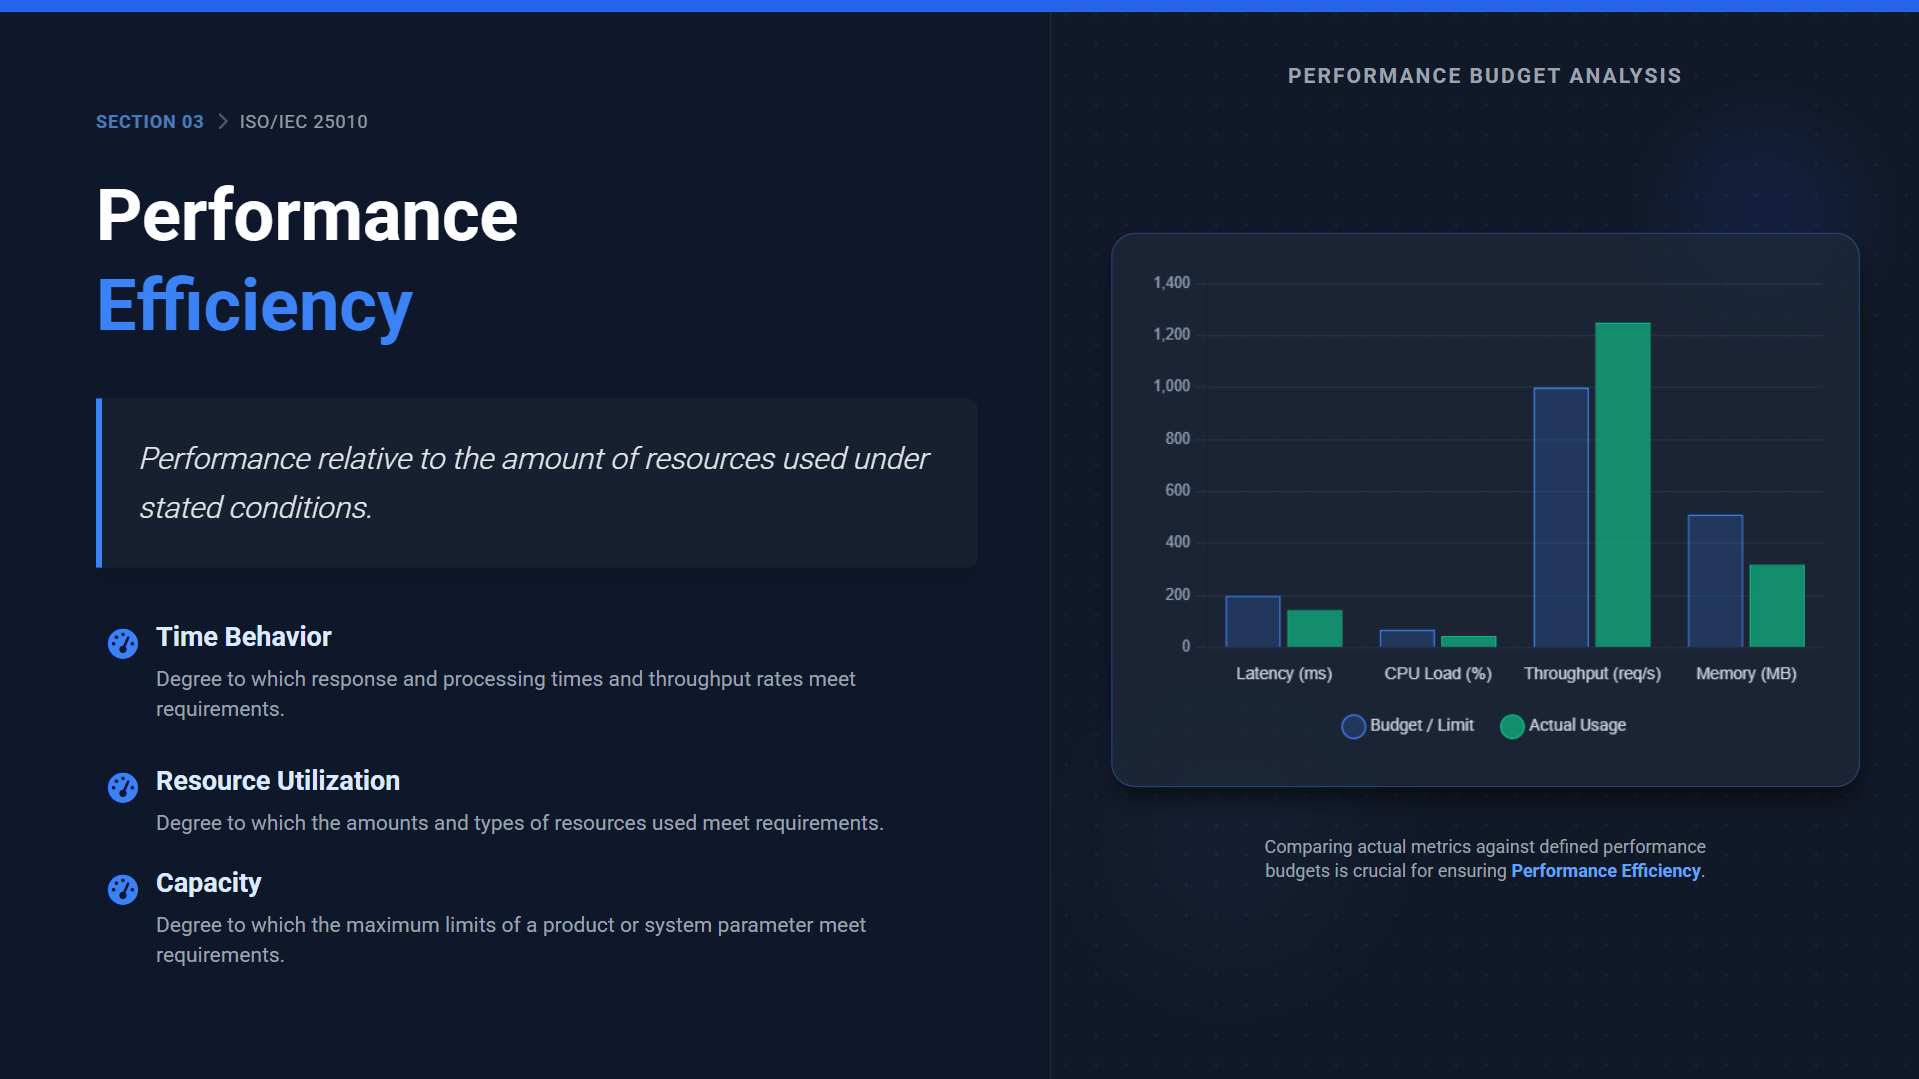 SECTION 03 > ISO/IEC 25010
Performance
Efficiency
Performance relative to the amount of resources used under
stated conditions.
Time Behavior
Degree to which response and processing times and throughput rates meet
requirements.
Resource Utilization
Degree to which the amounts and types of resources used meet requirements.
Capacity
Degree to which the maximum limits of a product or system parameter meet
requirements.
PERFORMANCE BUDGET ANALYSIS
1,400
1,200
1,000
800
600
400
200
0
Latency (ms) CPU Load (%) Throughput (req/s) Memory (MB)
Budget / Limit Actual Usage
Comparing actual metrics against defined performance
budgets is crucial for ensuring Performance Efficiency.